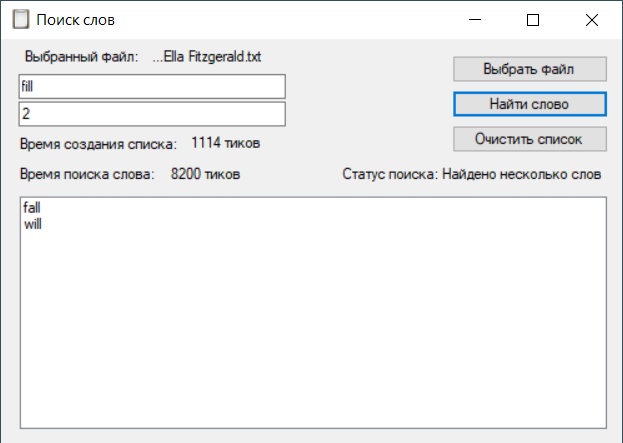 Поиск слов
Выбранный файл: ...Ella Fitzgerald.txt
Выбрать файл
fill
Найти слово
2
Очистить список
Время создания списка: 1114 тиков
Время поиска слова: 8200 тиков
Статус поиска: Найдено несколько слов
fall
will